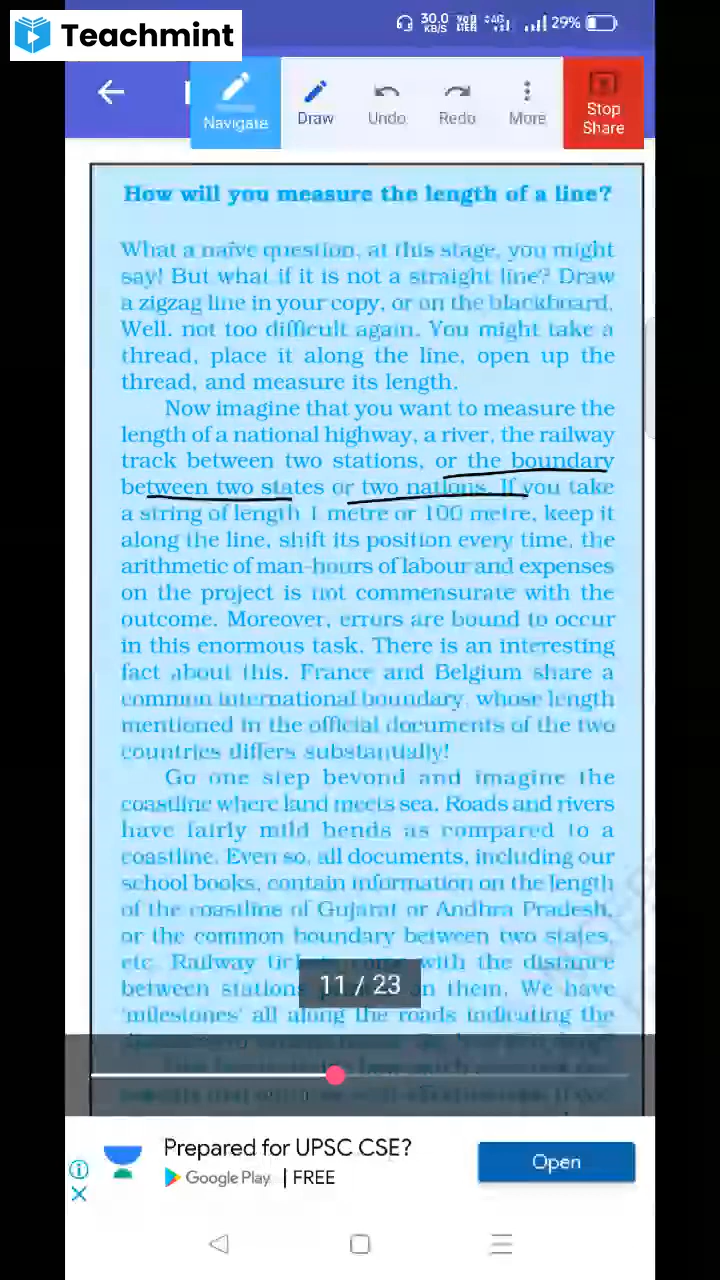 Teachmint
30.0 KB/S 4G 29%
Navigate
Draw
Undo
Redo
More
Stop
Share
How will you measure the length of a line?
What a naïve question, at this stage, you might
say! But what if it is not a straight line? Draw
a zigzag line in your copy, or on the blackboard.
Well, not too difficult again. You might take a
thread, place it along the line, open up the
thread, and measure its length.
Now imagine that you want to measure the
length of a national highway, a river, the railway
track between two stations, or the boundary
between two states or two nations. If you take
a string of length 1 metre or 100 metre, keep it
along the line, shift its position every time, the
arithmetic of man-hours of labour and expenses
on the project is not commensurate with the
outcome. Moreover, errors are bound to occur
in this enormous task. There is an interesting
fact about this. France and Belgium share a
common international boundary, whose length
mentioned in the official documents of the two
countries differs substantially!
Go one step beyond and imagine the
coastline where land meets sea. Roads and rivers
have fairly mild bends as compared to a
coastline. Even so, all documents, including our
school books, contain information on the length
of the coastline of Gujarat or Andhra Pradesh,
or the common boundary between two states,
etc. Railway with the distance
between stations on them. We have
'milestones' all along the roads indicating the
11 / 23
Prepared for UPSC CSE?
Google Play | FREE
Open